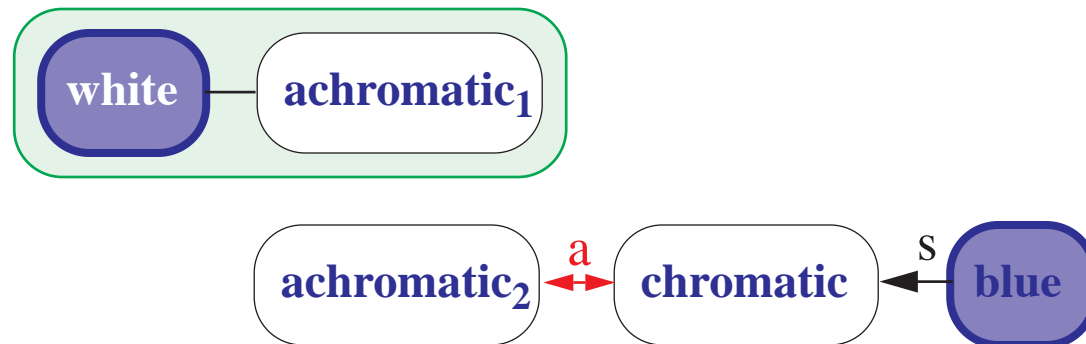 white achromatic₁
a s
achromatic₂ chromatic blue